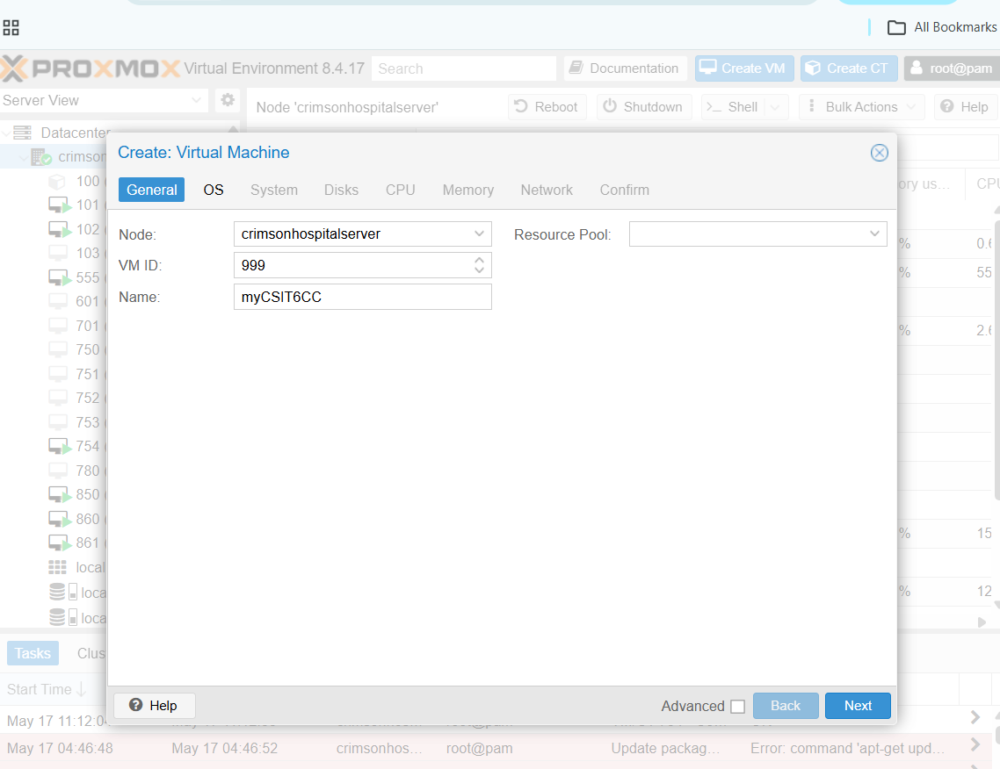 All Bookmarks
PROXMOX Virtual Environment 8.4.17 Search Documentation Create VM Create CT root@pam
Server View
Node 'crimsonhospitalserver' Reboot Shutdown >_ Shell Bulk Actions Help
Datacenter
crimson
Create: Virtual Machine
General OS System Disks CPU Memory Network Confirm
Node: crimsonhospitalserver Resource Pool:
VM ID: 999
Name: myCSIT6CC
100
101
102
103
555
601
701
750
751
752
753
754
780
850
860
861
local
loca
loca
ory us... CPU
% 0.6
% 55
% 2.6
% 15
% 12
Help Advanced Back Next
Tasks Clus
Start Time
May 17 11:12:04
root@pam
May 17 04:46:48 May 17 04:46:52 crimsonhos... root@pam Update packag... Error: command 'apt-get upd...